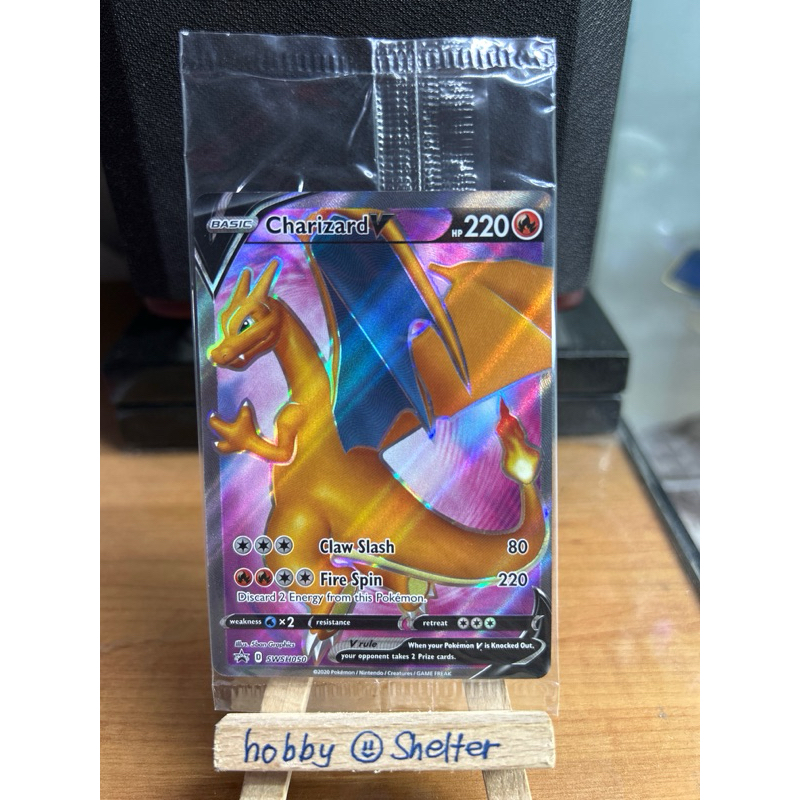 BASIC Charizard V HP 220
Claw Slash 80
Fire Spin 220
Discard 2 Energy from this Pokémon.
weakness ×2 resistance retreat
Illus. 5ban Graphics
V rule When your Pokémon V is Knocked Out,
your opponent takes 2 Prize cards.
D SWSH050
©2020 Pokémon / Nintendo / Creatures / GAME FREAK
hobby Shelter